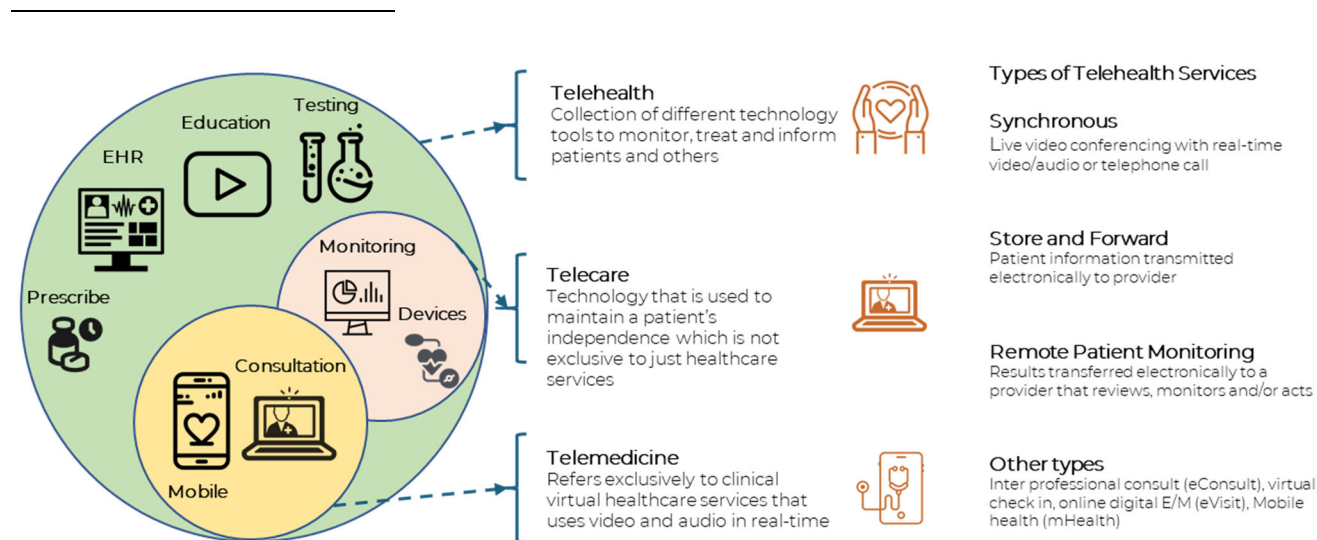 Testing
Education
EHR
Monitoring
Prescribe
Devices
Consultation
Mobile
Telehealth
Collection of different technology
tools to monitor, treat and inform
patients and others
Telecare
Technology that is used to
maintain a patient's
independence which is not
exclusive to just healthcare
services
Telemedicine
Refers exclusively to clinical
virtual healthcare services that
uses video and audio in real-time
Types of Telehealth Services
Synchronous
Live video conferencing with real-time
video/audio or telephone call
Store and Forward
Patient information transmitted
electronically to provider
Remote Patient Monitoring
Results transferred electronically to a
provider that reviews, monitors and/or acts
Other types
Inter professional consult (eConsult), virtual
check in, online digital E/M (eVisit), Mobile
health (mHealth)